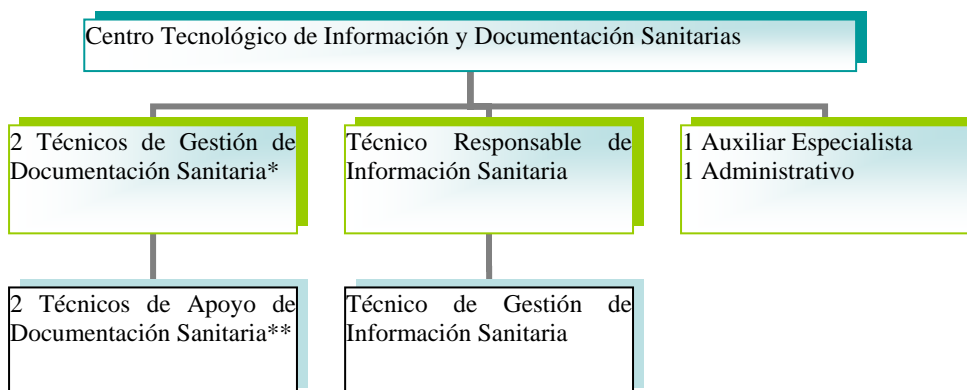 Centro Tecnológico de Información y Documentación Sanitarias
2 Técnicos de Gestión de
Documentación Sanitaria*
Técnico Responsable de
Información Sanitaria
1 Auxiliar Especialista
1 Administrativo
2 Técnicos de Apoyo de
Documentación Sanitaria**
Técnico de Gestión de
Información Sanitaria